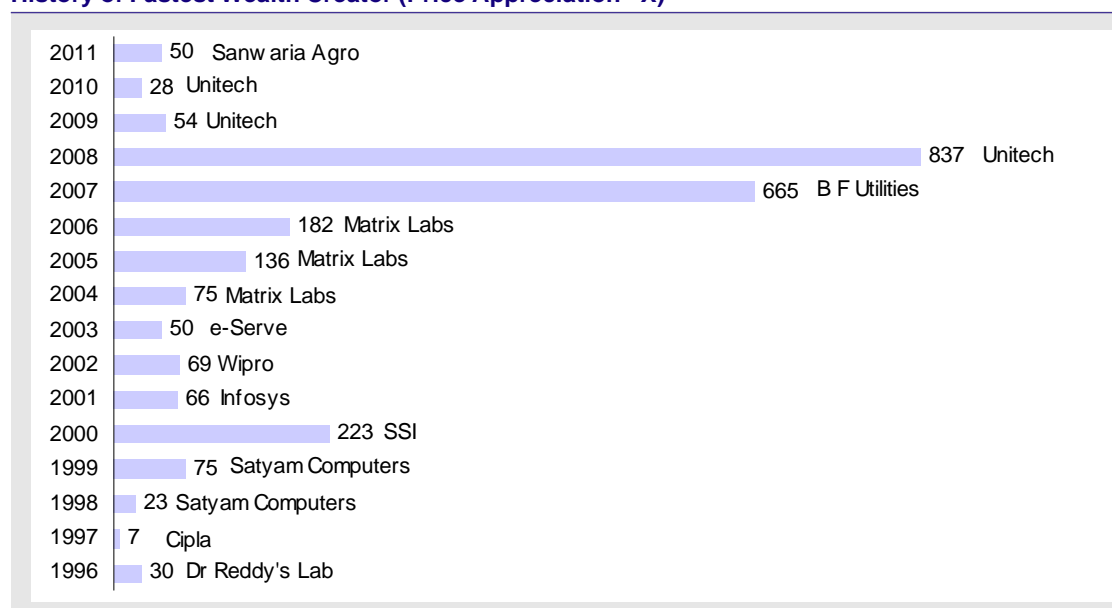 History of Fastest Wealth Creator (Price Appreciation - X)
2011 50 Sanwaria Agro
2010 28 Unitech
2009 54 Unitech
2008 837 Unitech
2007 665 B F Utilities
2006 182 Matrix Labs
2005 136 Matrix Labs
2004 75 Matrix Labs
2003 50 e-Serve
2002 69 Wipro
2001 66 Infosys
2000 223 SSI
1999 75 Satyam Computers
1998 23 Satyam Computers
1997 7 Cipla
1996 30 Dr Reddy's Lab